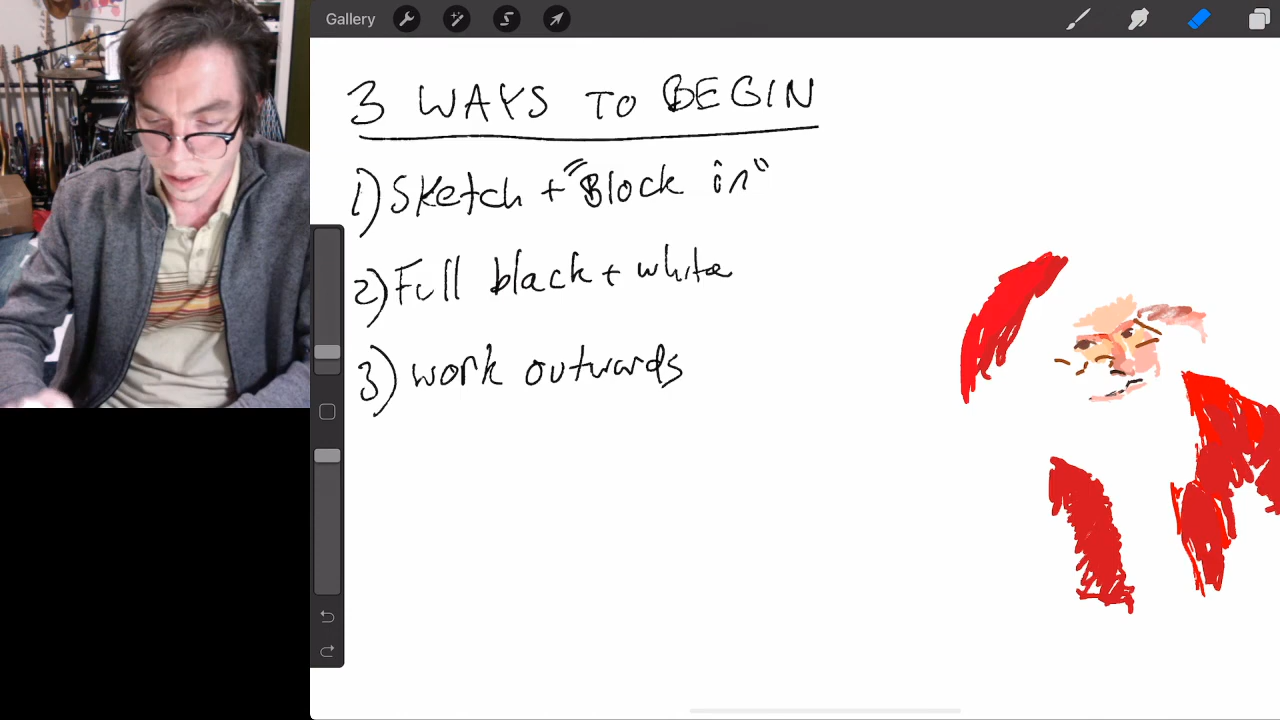 Gallery
3 WAYS TO BEGIN
1) Sketch + "Block in"
2) Full black + white
3) work outwards